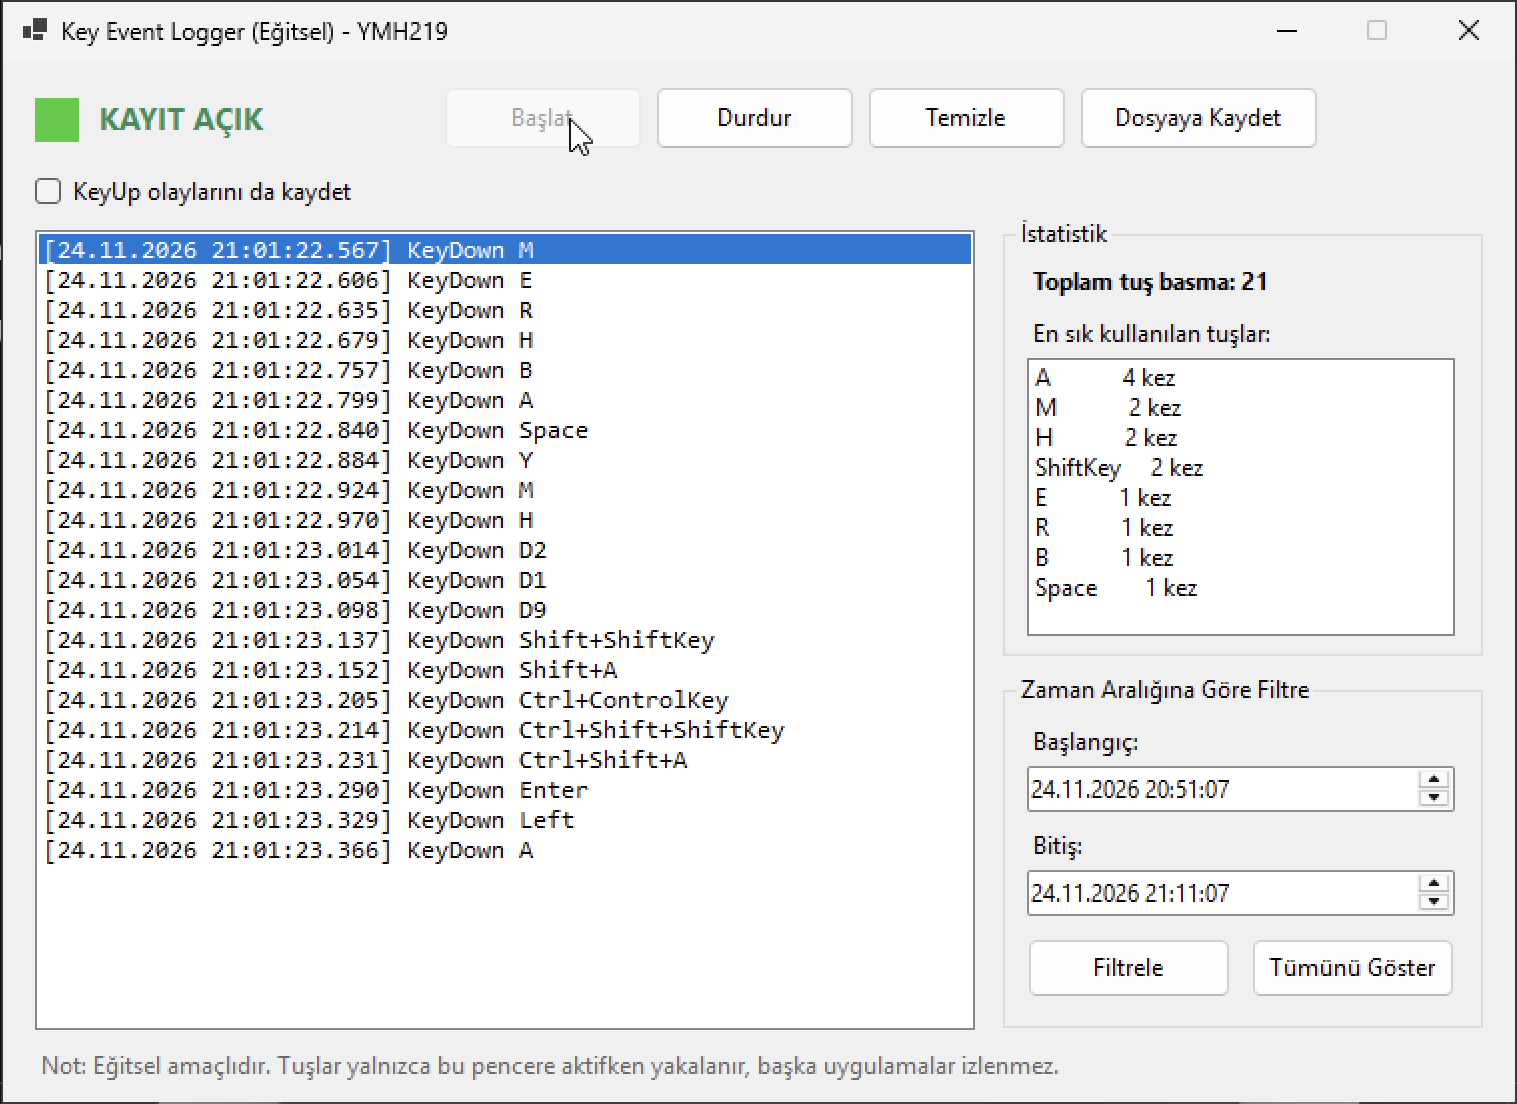 Key Event Logger (Eğitsel) - YMH219
KAYIT AÇIK
Başlat
Durdur
Temizle
Dosyaya Kaydet
KeyUp olaylarını da kaydet
[24.11.2026 21:01:22.567] KeyDown M
[24.11.2026 21:01:22.606] KeyDown E
[24.11.2026 21:01:22.635] KeyDown R
[24.11.2026 21:01:22.679] KeyDown H
[24.11.2026 21:01:22.757] KeyDown B
[24.11.2026 21:01:22.799] KeyDown A
[24.11.2026 21:01:22.840] KeyDown Space
[24.11.2026 21:01:22.884] KeyDown Y
[24.11.2026 21:01:22.924] KeyDown M
[24.11.2026 21:01:22.970] KeyDown H
[24.11.2026 21:01:23.014] KeyDown D2
[24.11.2026 21:01:23.054] KeyDown D1
[24.11.2026 21:01:23.098] KeyDown D9
[24.11.2026 21:01:23.137] KeyDown Shift+ShiftKey
[24.11.2026 21:01:23.152] KeyDown Shift+A
[24.11.2026 21:01:23.205] KeyDown Ctrl+ControlKey
[24.11.2026 21:01:23.214] KeyDown Ctrl+Shift+ShiftKey
[24.11.2026 21:01:23.231] KeyDown Ctrl+Shift+A
[24.11.2026 21:01:23.290] KeyDown Enter
[24.11.2026 21:01:23.329] KeyDown Left
[24.11.2026 21:01:23.366] KeyDown A
İstatistik
Toplam tuş basma: 21
En sık kullanılan tuşlar:
A 4 kez
M 2 kez
H 2 kez
ShiftKey 2 kez
E 1 kez
R 1 kez
B 1 kez
Space 1 kez
Zaman Aralığına Göre Filtre
Başlangıç:
24.11.2026 20:51:07
Bitiş:
24.11.2026 21:11:07
Filtrele
Tümünü Göster
Not: Eğitsel amaçlıdır. Tuşlar yalnızca bu pencere aktifken yakalanır, başka uygulamalar izlenmez.